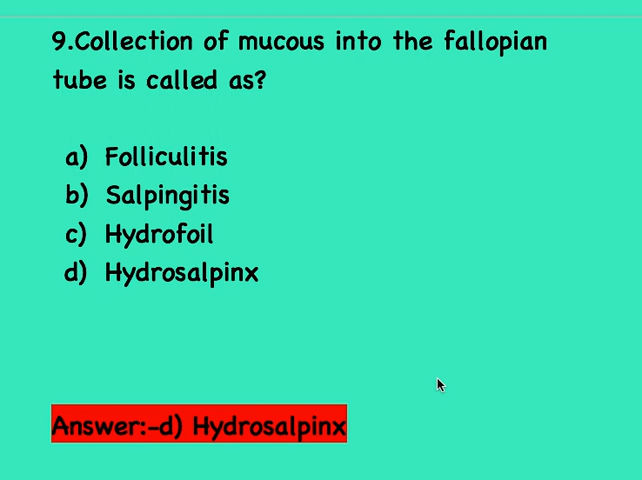 9.Collection of mucous into the fallopian
tube is called as?
a) Folliculitis
b) Salpingitis
c) Hydrofoil
d) Hydrosalpinx
Answer:-d) Hydrosalpinx